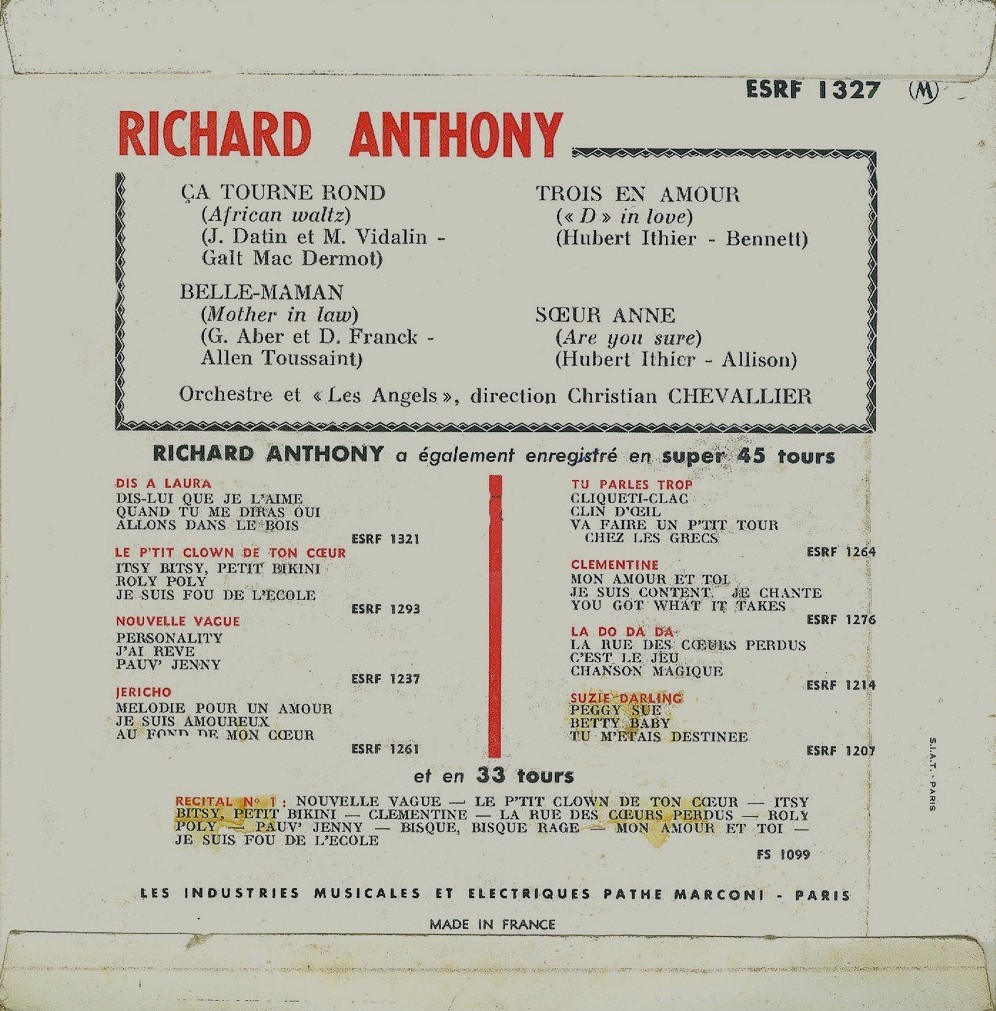 ESRF 1327 (M)
RICHARD ANTHONY
ÇA TOURNE ROND
(African waltz)
(J. Datin et M. Vidalin -
Galt Mac Dermot)
BELLE-MAMAN
(Mother in law)
(G. Aber et D. Franck -
Allen Toussaint)
TROIS EN AMOUR
(« D » in love)
(Hubert Ithier - Bennett)
SŒUR ANNE
(Are you sure)
(Hubert Ithier - Allison)
Orchestre et « Les Angels », direction Christian CHEVALLIER
RICHARD ANTHONY a également enregistré en super 45 tours
DIS A LAURA
DIS-LUI QUE JE L'AIME
QUAND TU ME DIRAS OUI
ALLONS DANS LE BOIS
ESRF 1321
LE P'TIT CLOWN DE TON CŒUR
ITSY BITSY, PETIT BIKINI
ROLY POLY
JE SUIS FOU DE L'ECOLE
ESRF 1293
NOUVELLE VAGUE
PERSONALITY
J'AI REVE
PAUV' JENNY
ESRF 1237
JERICHO
MELODIE POUR UN AMOUR
JE SUIS AMOUREUX
AU FOND DE MON CŒUR
ESRF 1261
TU PARLES TROP
CLIQUETI-CLAC
CLIN D'ŒIL
VA FAIRE UN P'TIT TOUR
CHEZ LES GRECS
ESRF 1264
CLEMENTINE
MON AMOUR ET TOI
JE SUIS CONTENT, JE CHANTE
YOU GOT WHAT IT TAKES
ESRF 1276
LA DO DA DA
LA RUE DES CŒURS PERDUS
C'EST LE JEU
CHANSON MAGIQUE
ESRF 1214
SUZIE DARLING
PEGGY SUE
BETTY BABY
TU M'ETAIS DESTINEE
ESRF 1207
et en 33 tours
RECITAL N° 1 : NOUVELLE VAGUE — LE P'TIT CLOWN DE TON CŒUR — ITSY
BITSY, PETIT BIKINI — CLEMENTINE — LA RUE DES CŒURS PERDUS — ROLY
POLY — PAUV' JENNY — BISQUE, BISQUE RAGE — MON AMOUR ET TOI —
JE SUIS FOU DE L'ECOLE
FS 1099
LES INDUSTRIES MUSICALES ET ELECTRIQUES PATHE MARCONI - PARIS
MADE IN FRANCE
S.I.A.T. - PARIS